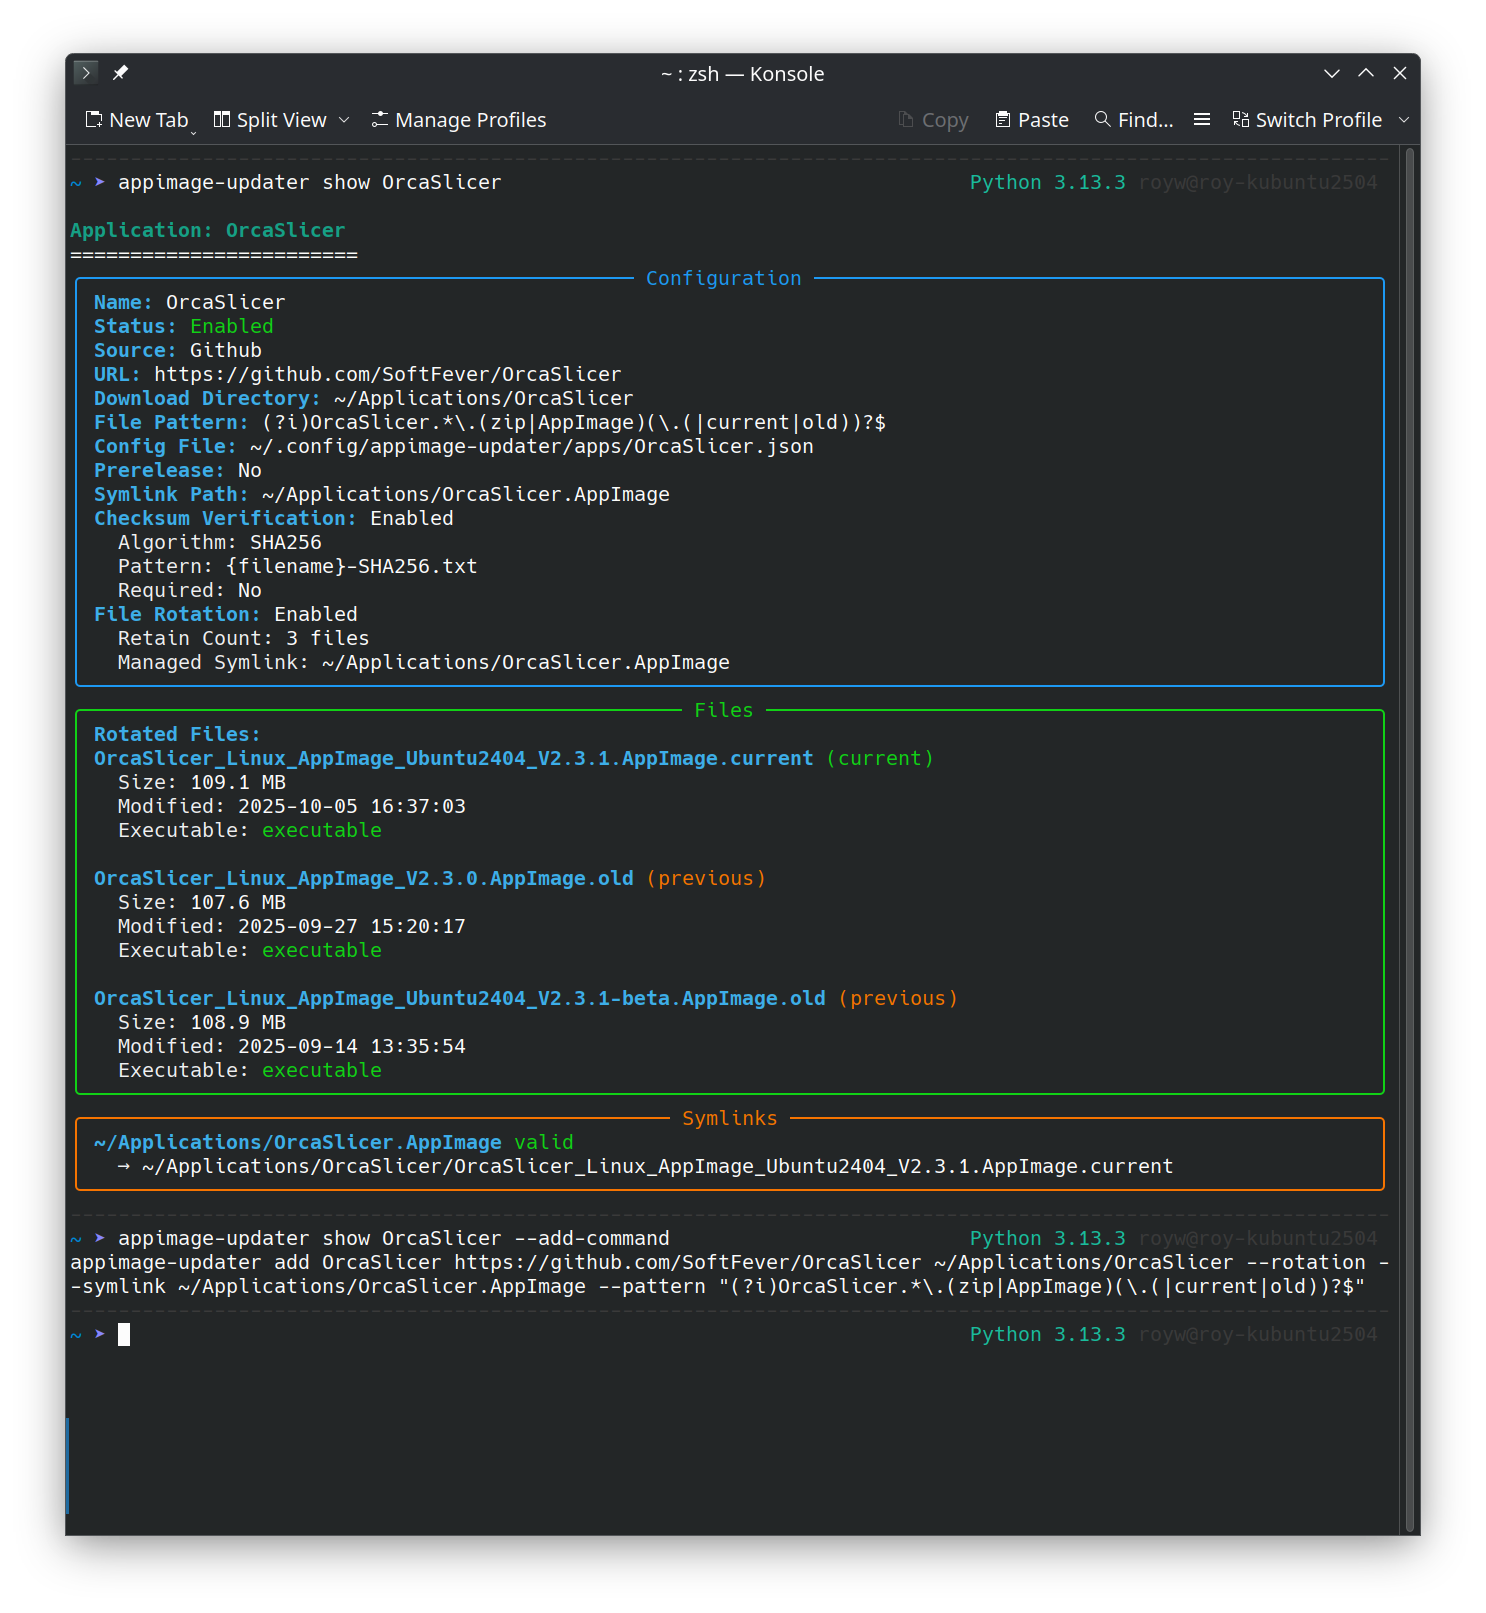 ~ : zsh — Konsole
New Tab Split View Manage Profiles Copy Paste Find... Switch Profile
~ ➤ appimage-updater show OrcaSlicer Python 3.13.3 royw@roy-kubuntu2504
Application: OrcaSlicer
========================
Configuration
Name: OrcaSlicer
Status: Enabled
Source: Github
URL: https://github.com/SoftFever/OrcaSlicer
Download Directory: ~/Applications/OrcaSlicer
File Pattern: (?i)OrcaSlicer.*\.(zip|AppImage)(\.(|current|old))?$
Config File: ~/.config/appimage-updater/apps/OrcaSlicer.json
Prerelease: No
Symlink Path: ~/Applications/OrcaSlicer.AppImage
Checksum Verification: Enabled
Algorithm: SHA256
Pattern: {filename}-SHA256.txt
Required: No
File Rotation: Enabled
Retain Count: 3 files
Managed Symlink: ~/Applications/OrcaSlicer.AppImage
Files
Rotated Files:
OrcaSlicer_Linux_AppImage_Ubuntu2404_V2.3.1.AppImage.current (current)
Size: 109.1 MB
Modified: 2025-10-05 16:37:03
Executable: executable
OrcaSlicer_Linux_AppImage_V2.3.0.AppImage.old (previous)
Size: 107.6 MB
Modified: 2025-09-27 15:20:17
Executable: executable
OrcaSlicer_Linux_AppImage_Ubuntu2404_V2.3.1-beta.AppImage.old (previous)
Size: 108.9 MB
Modified: 2025-09-14 13:35:54
Executable: executable
Symlinks
~/Applications/OrcaSlicer.AppImage valid
→ ~/Applications/OrcaSlicer/OrcaSlicer_Linux_AppImage_Ubuntu2404_V2.3.1.AppImage.current
~ ➤ appimage-updater show OrcaSlicer --add-command Python 3.13.3 royw@roy-kubuntu2504
appimage-updater add OrcaSlicer https://github.com/SoftFever/OrcaSlicer ~/Applications/OrcaSlicer --rotation -
-symlink ~/Applications/OrcaSlicer.AppImage --pattern "(?i)OrcaSlicer.*\.(zip|AppImage)(\.(|current|old))?$"
~ ➤ Python 3.13.3 royw@roy-kubuntu2504